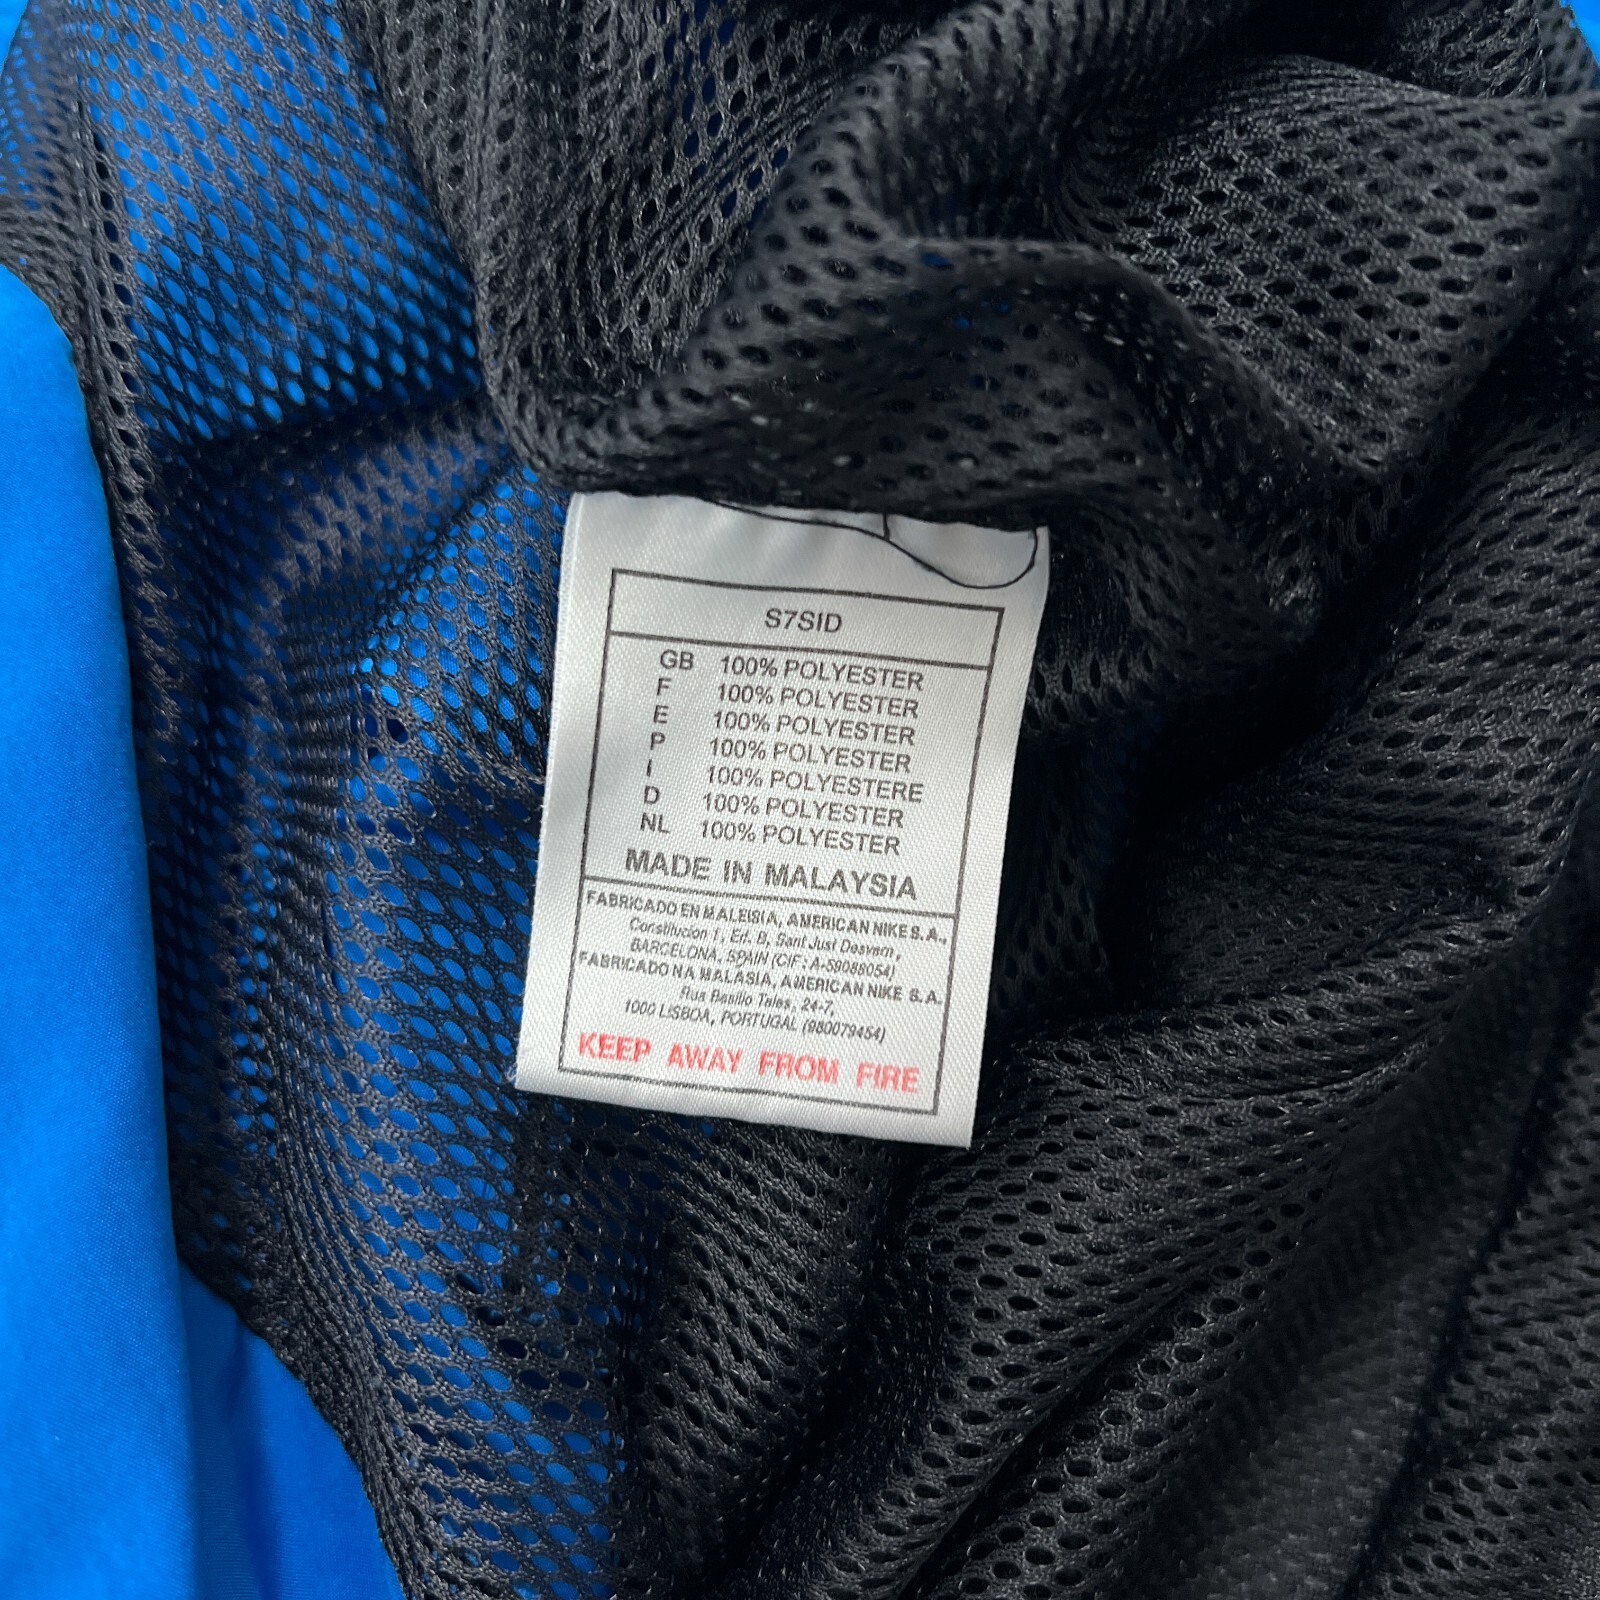 S7SID
GB 100% POLYESTER
F 100% POLYESTER
E 100% POLYESTER
P 100% POLYESTER
I 100% POLYESTERE
D 100% POLYESTER
NL 100% POLYESTER
MADE IN MALAYSIA
FABRICADO EN MALEISIA, AMERICAN NIKE S.A.,
Constitucion 1, Ed. B, Sant Just Desvern,
BARCELONA, SPAIN (CIF: A-59088054)
FABRICADO NA MALASIA, AMERICAN NIKE S.A.
Rua Basilio Teles, 24-7,
1000 LISBOA, PORTUGAL (980079454)
KEEP AWAY FROM FIRE